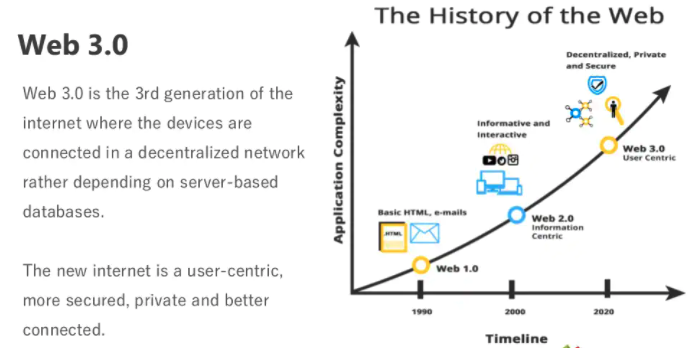 The History of the Web
Web 3.0
Web 3.0 is the 3rd generation of the
internet where the devices are
connected in a decentralized network
rather depending on server-based
databases.
The new internet is a user-centric,
more secured, private and better
connected.
Application Complexity
Decentralized, Private
and Secure
Informative and
Interactive
Web 3.0
User Centric
Basic HTML, e-mails
.HTML
Web 2.0
Information
Centric
Web 1.0
1990
2000
2020
Timeline